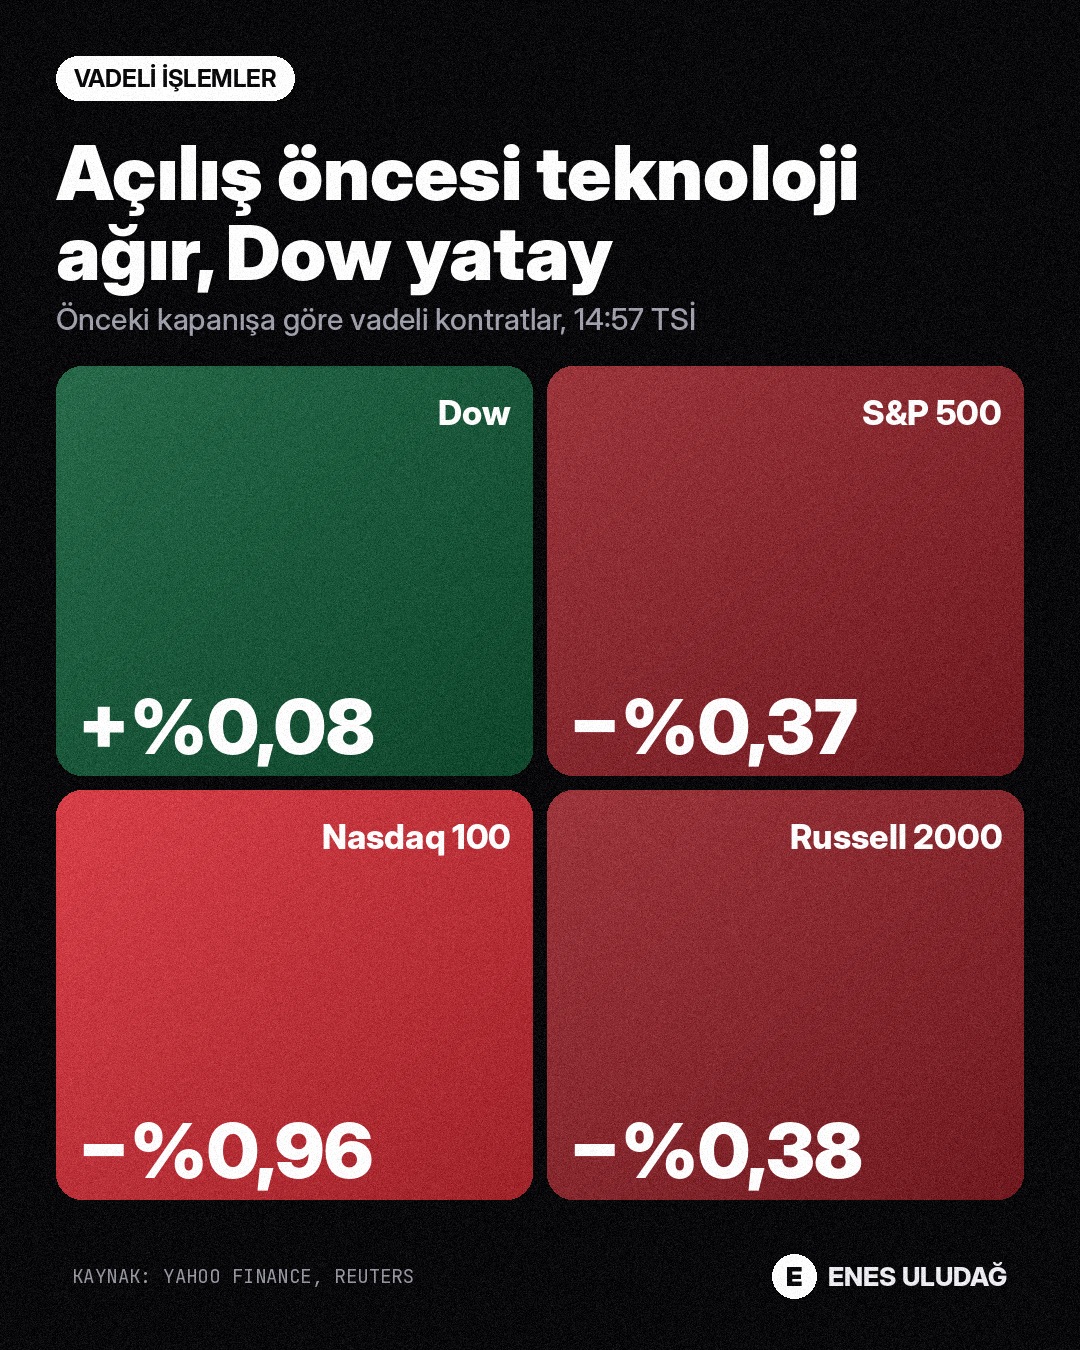 VADELİ İŞLEMLER
Açılış öncesi teknoloji
ağır, Dow yatay
Önceki kapanışa göre vadeli kontratlar, 14:57 TSİ
Dow
+%0,08
S&P 500
−%0,37
Nasdaq 100
−%0,96
Russell 2000
−%0,38
KAYNAK: YAHOO FINANCE, REUTERS
E ENES ULUDAĞ